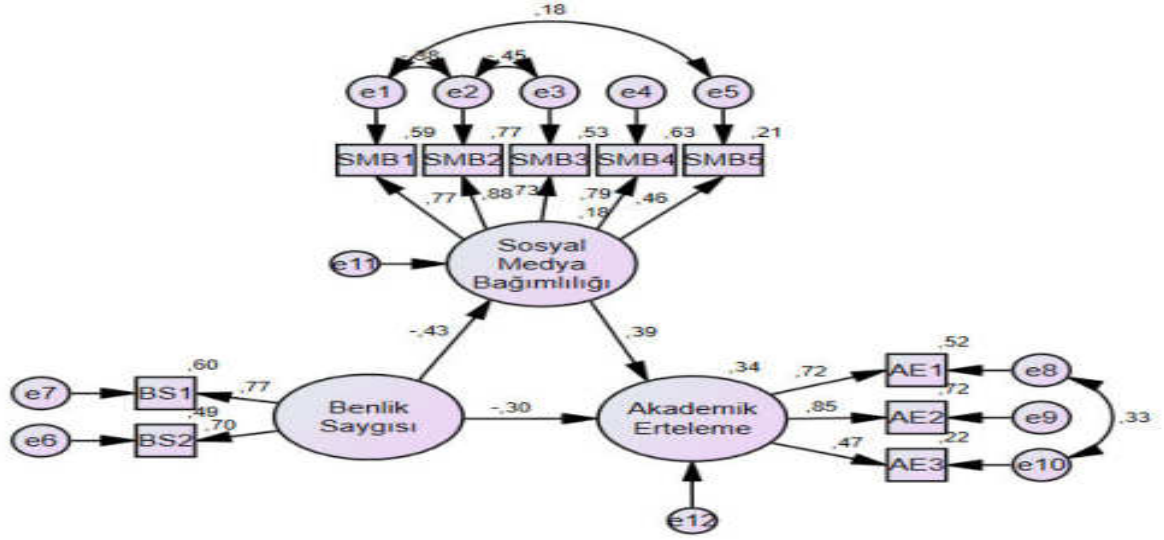 ,18
-,38 -,45
e1 e2 e3 e4 e5
,59 ,77 ,53 ,63 ,21
SMB1 SMB2 SMB3 SMB4 SMB5
,77 ,88 ,73 ,79 ,46
,18
Sosyal
Medya
Bağımlılığı
e11
-,43 ,39
,60 ,34 ,52
e7 BS1 ,77 ,72 AE1 e8
Benlik
Saygısı
-,30
Akademik
Erteleme
,49 ,72
e6 BS2 ,70 ,85 AE2 e9 ,33
,22
,47 AE3 e10
e12